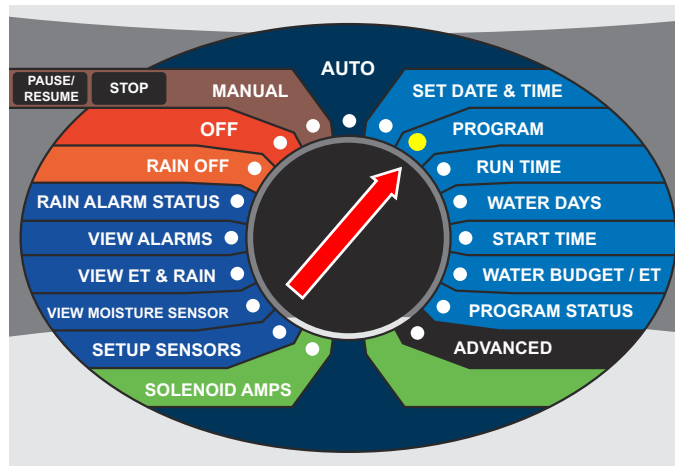 AUTO
PAUSE/
RESUME
STOP
MANUAL
OFF
RAIN OFF
RAIN ALARM STATUS
VIEW ALARMS
VIEW ET & RAIN
VIEW MOISTURE SENSOR
SETUP SENSORS
SOLENOID AMPS
SET DATE & TIME
PROGRAM
RUN TIME
WATER DAYS
START TIME
WATER BUDGET / ET
PROGRAM STATUS
ADVANCED